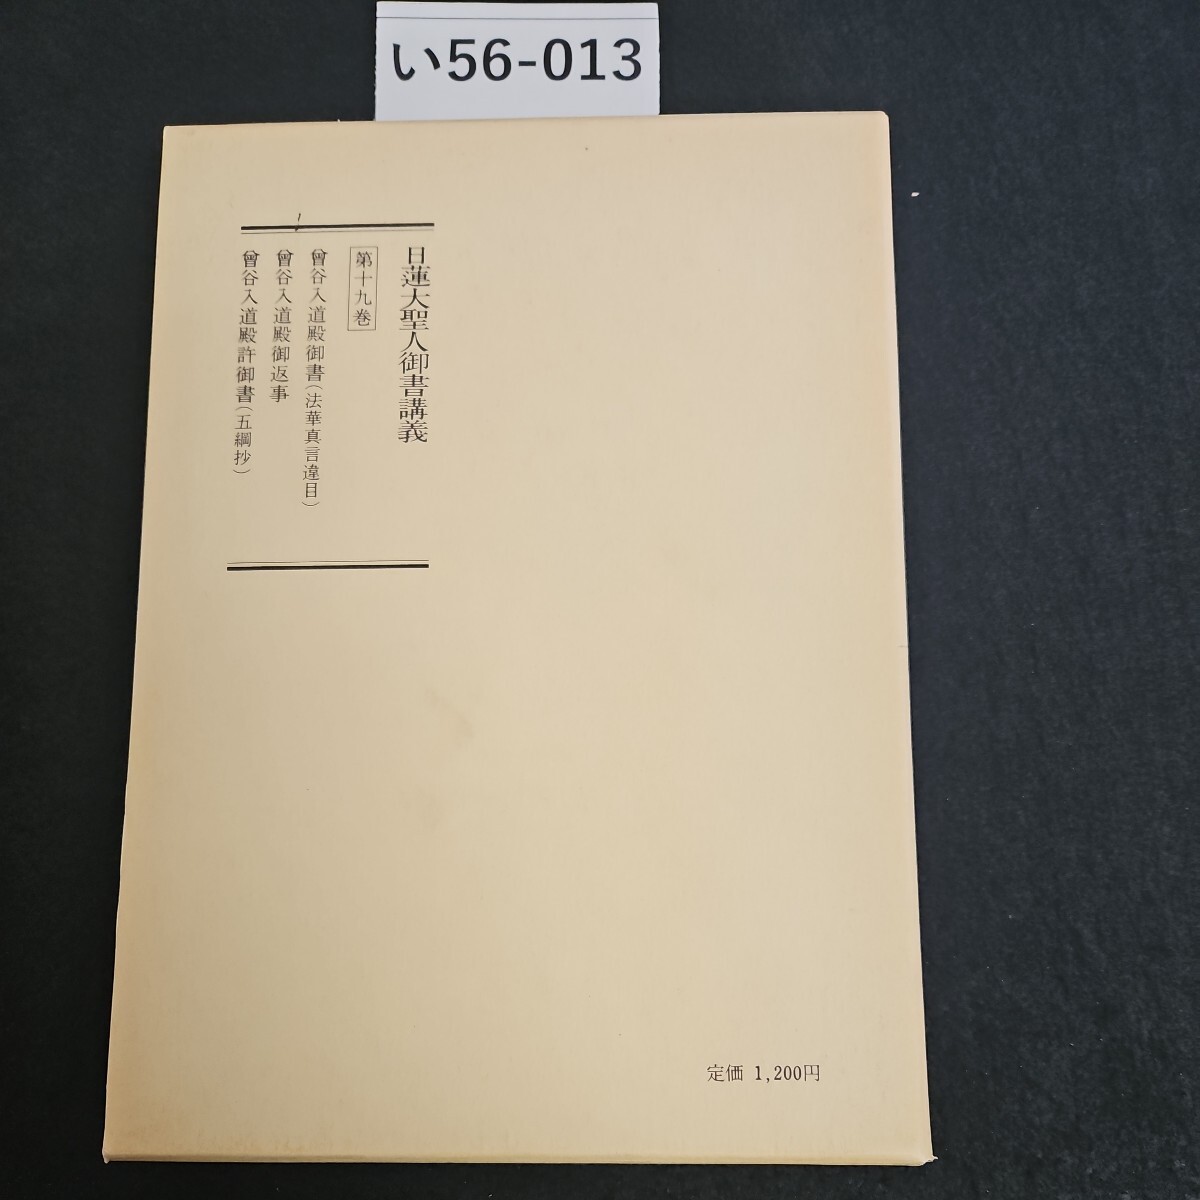 い56-013
日蓮大聖人御書講義
第十九巻
曾谷入道殿御書（法華真言違目）
曾谷入道殿御返事
曾谷入道殿許御書（五綱抄）
定価 1,200円